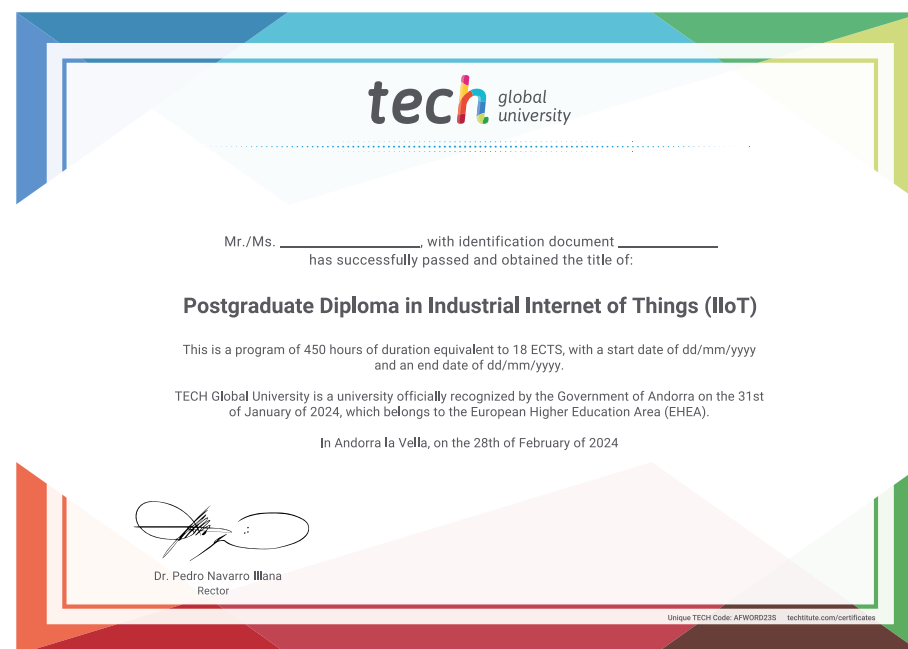 tech global
university
Mr./Ms. ____________________, with identification document ______________
has successfully passed and obtained the title of:
Postgraduate Diploma in Industrial Internet of Things (IIoT)
This is a program of 450 hours of duration equivalent to 18 ECTS, with a start date of dd/mm/yyyy
and an end date of dd/mm/yyyy.
TECH Global University is a university officially recognized by the Government of Andorra on the 31st
of January of 2024, which belongs to the European Higher Education Area (EHEA).
In Andorra la Vella, on the 28th of February of 2024
Dr. Pedro Navarro Illana
Rector
Unique TECH Code: AFWORD23S techtitute.com/certificates